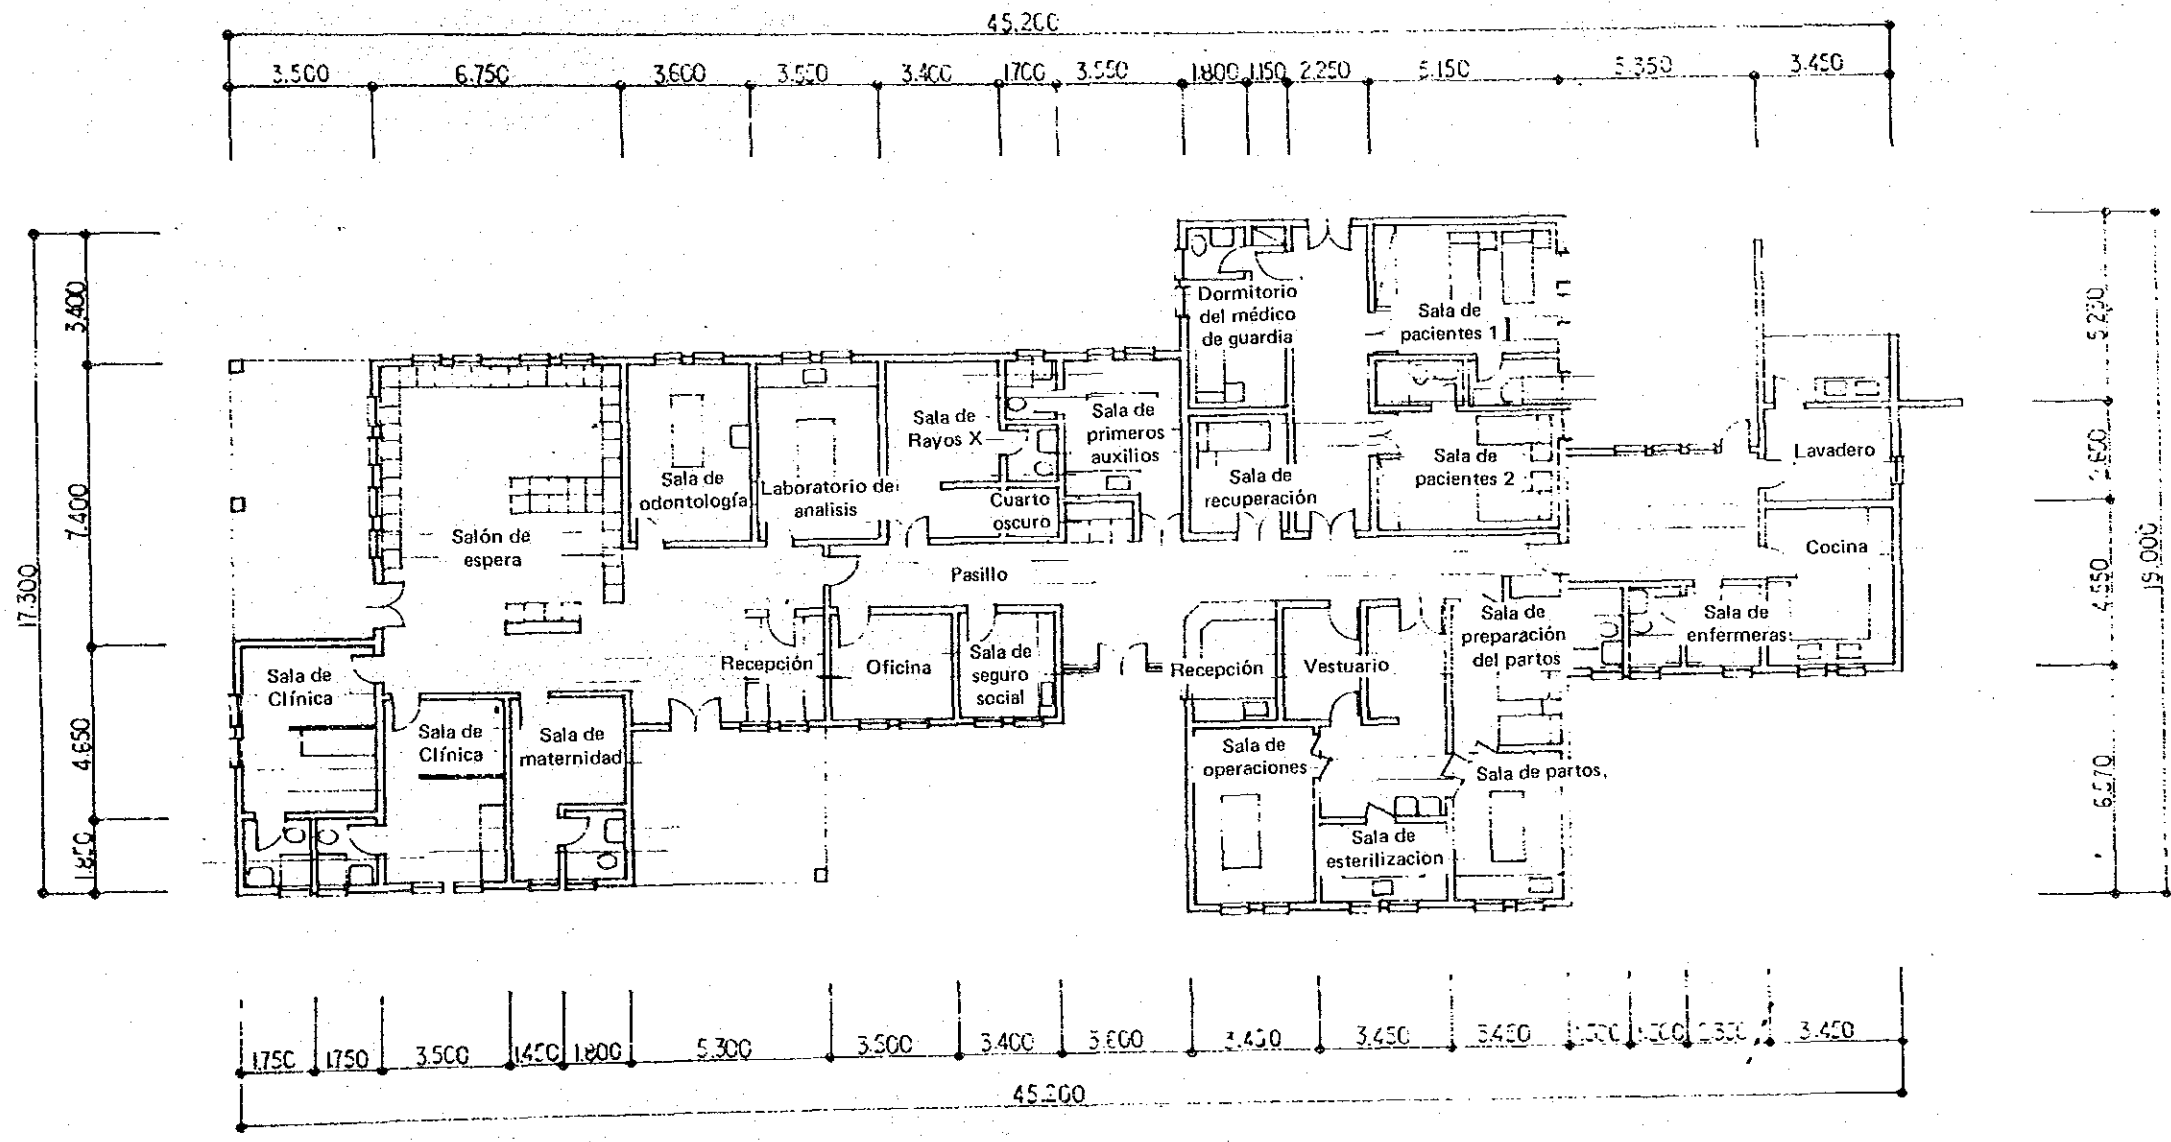 45.200
3.500
6.750
3.600
3.400
1.700
3.550
1.800
1.150
2.250
5.150
5.350
3.450
3.400
7.400
17.300
4.650
1.800
5.200
4.550
19.000
6.070
Dormitorio
del médico
de guardia
Sala de
pacientes 1
Sala de
Rayos X
Sala de
primeros
auxilios
Sala de
pacientes 2
Lavadero
Sala de
odontología
Laboratorio de
analisis
Cuarto
oscuro
Sala de
recuperación
Salón de
espera
Pasillo
Cocina
Sala de
Clínica
Recepción
Oficina
Sala de
seguro
social
Recepción
Vestuario
Sala de
preparación
del partos
Sala de
enfermeras
Sala de
Clínica
Sala de
maternidad
Sala de
operaciones
Sala de partos,
Sala de
esterilizacion
1.750
1.750
3.500
1.450
1.800
5.300
3.500
3.400
3.600
3.450
3.450
3.450
3.450
45.200